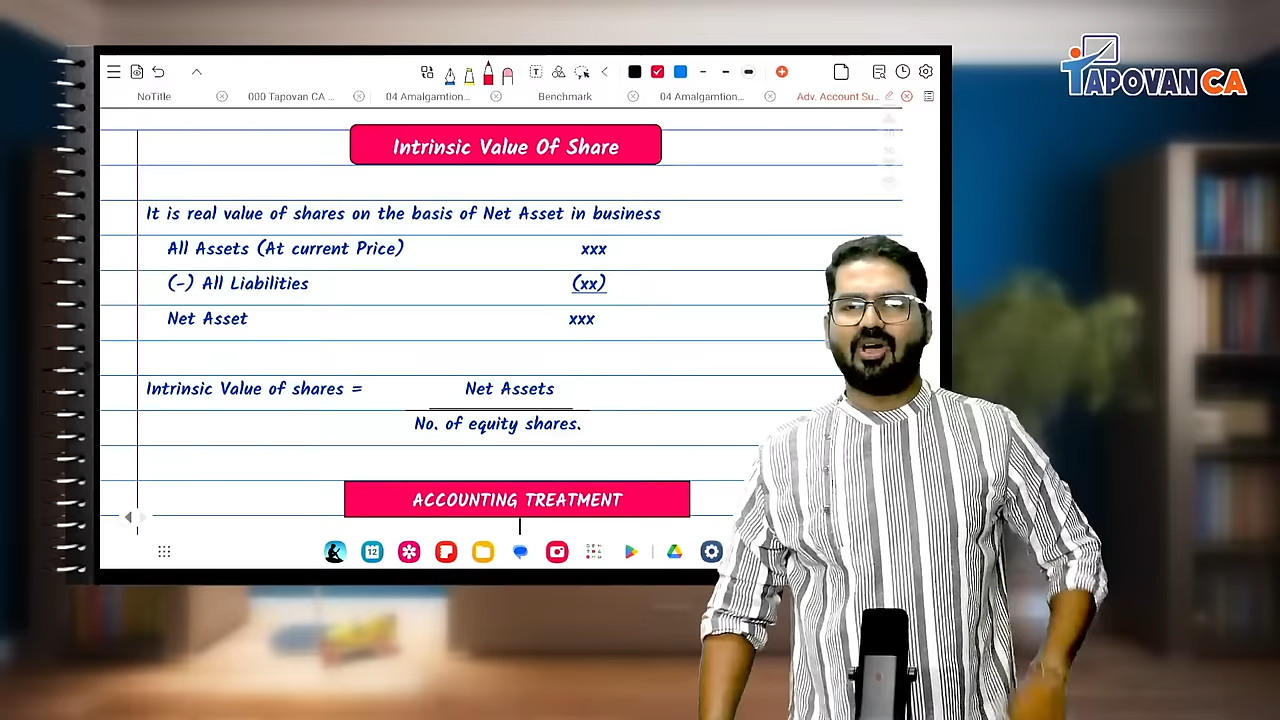 TAPOVAN CA
NoTitle
000 Tapovan CA ...
04 Amalgamtion...
Benchmark
04 Amalgamtion...
Adv. Account Su...
Intrinsic Value Of Share
It is real value of shares on the basis of Net Asset in business
All Assets (At current Price) xxx
(-) All Liabilities (xx)
Net Asset xxx
Intrinsic Value of shares = Net Assets
No. of equity shares.
ACCOUNTING TREATMENT
12